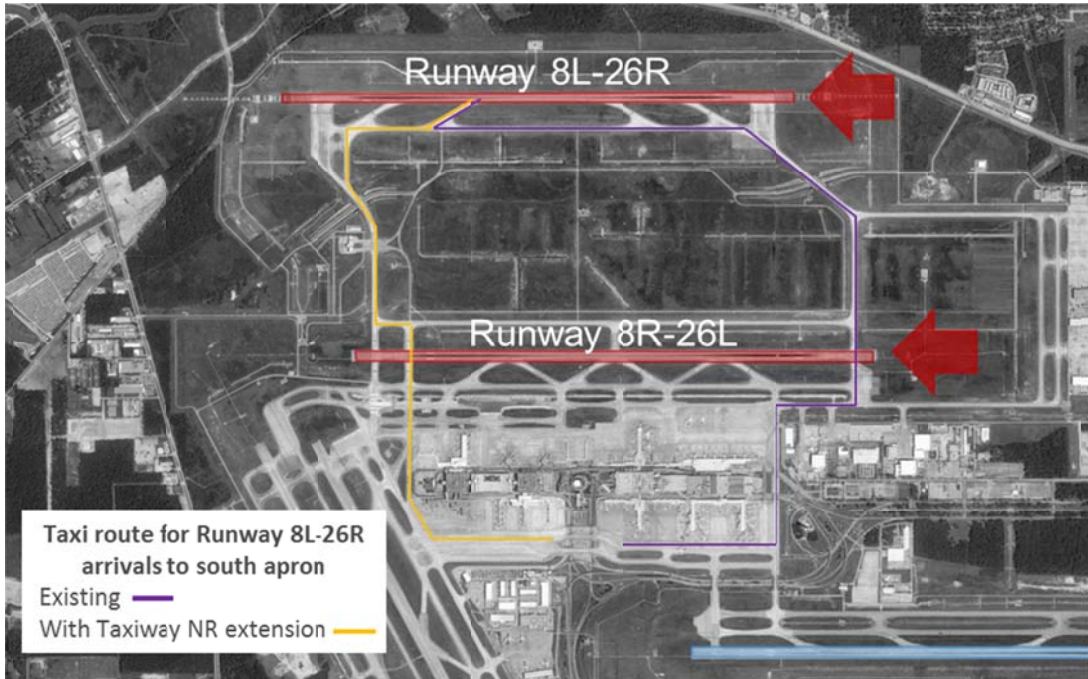 Runway 8L-26R
Runway 8R-26L
Taxi route for Runway 8L-26R
arrivals to south apron
Existing
With Taxiway NR extension